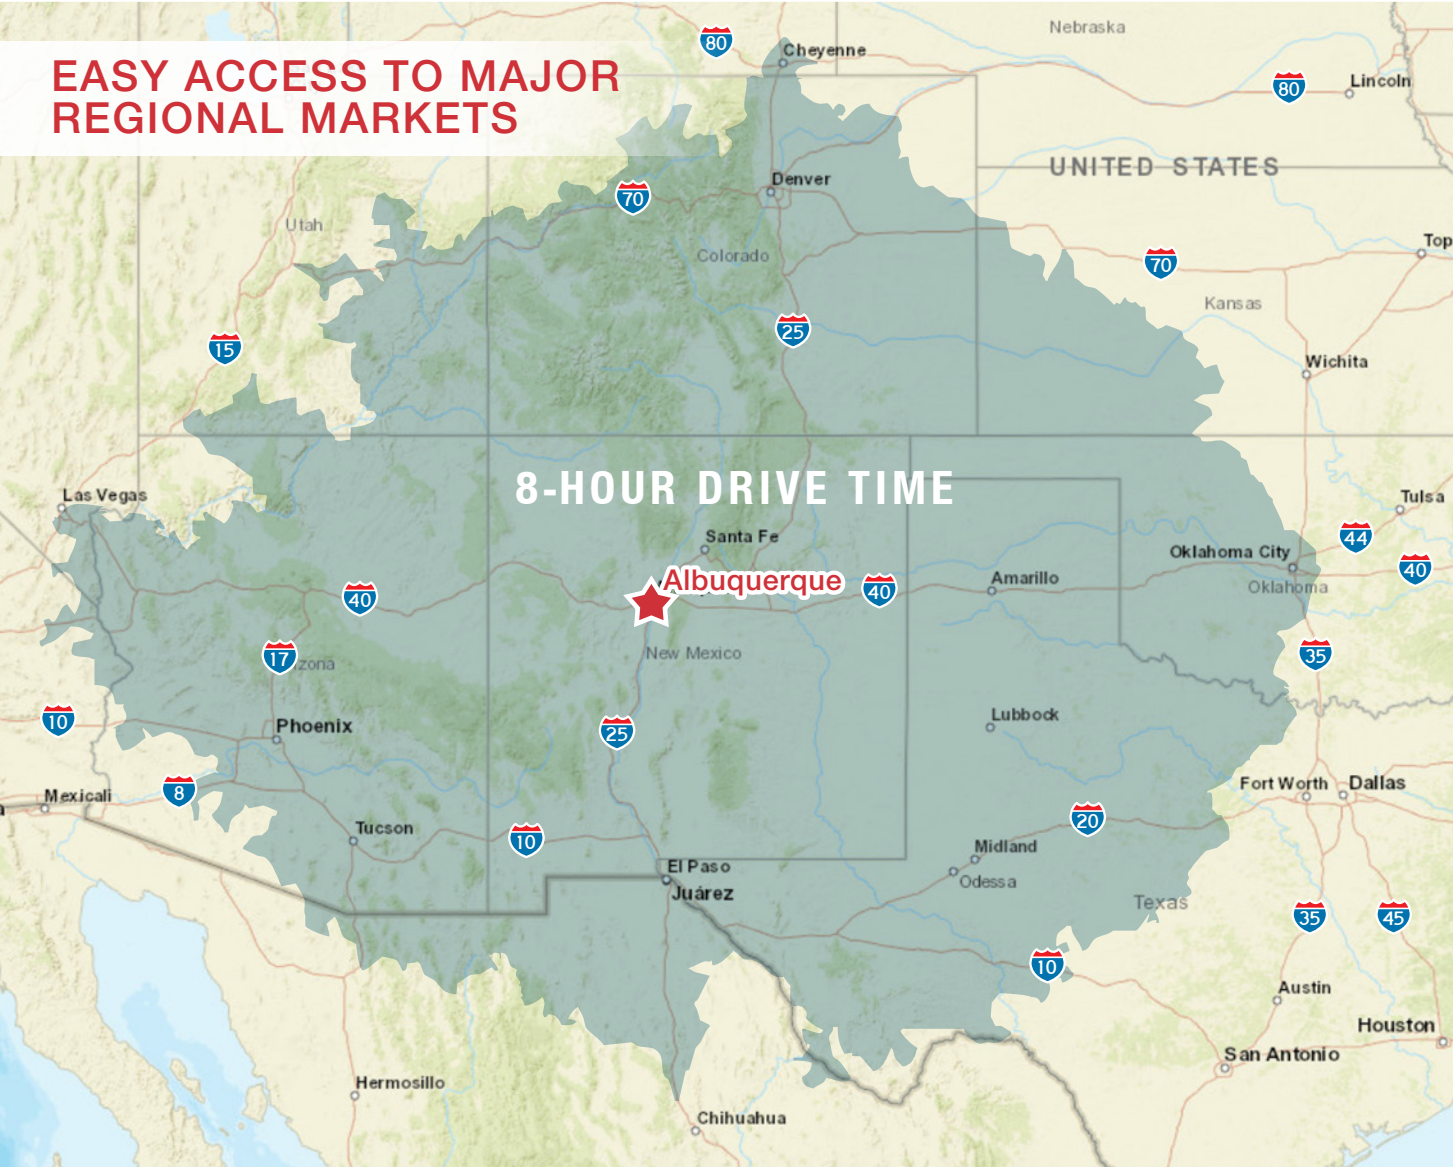 EASY ACCESS TO MAJOR
REGIONAL MARKETS
80
Cheyenne
Nebraska
80
Lincoln
UNITED STATES
Denver
70
Utah
Colorado
Top
70
Kansas
25
15
Wichita
8-HOUR DRIVE TIME
Las Vegas
Tulsa
Santa Fe
44
Oklahoma City
40
Albuquerque
Amarillo
40
40
Oklahoma
New Mexico
35
17
zona
10
Phoenix
Lubbock
25
8
Mexicali
a
Fort Worth
Dallas
Tucson
10
20
Midland
El Paso
Odessa
Juárez
Texas
35
45
10
Austin
Houston
San Antonio
Hermosillo
Chihuahua